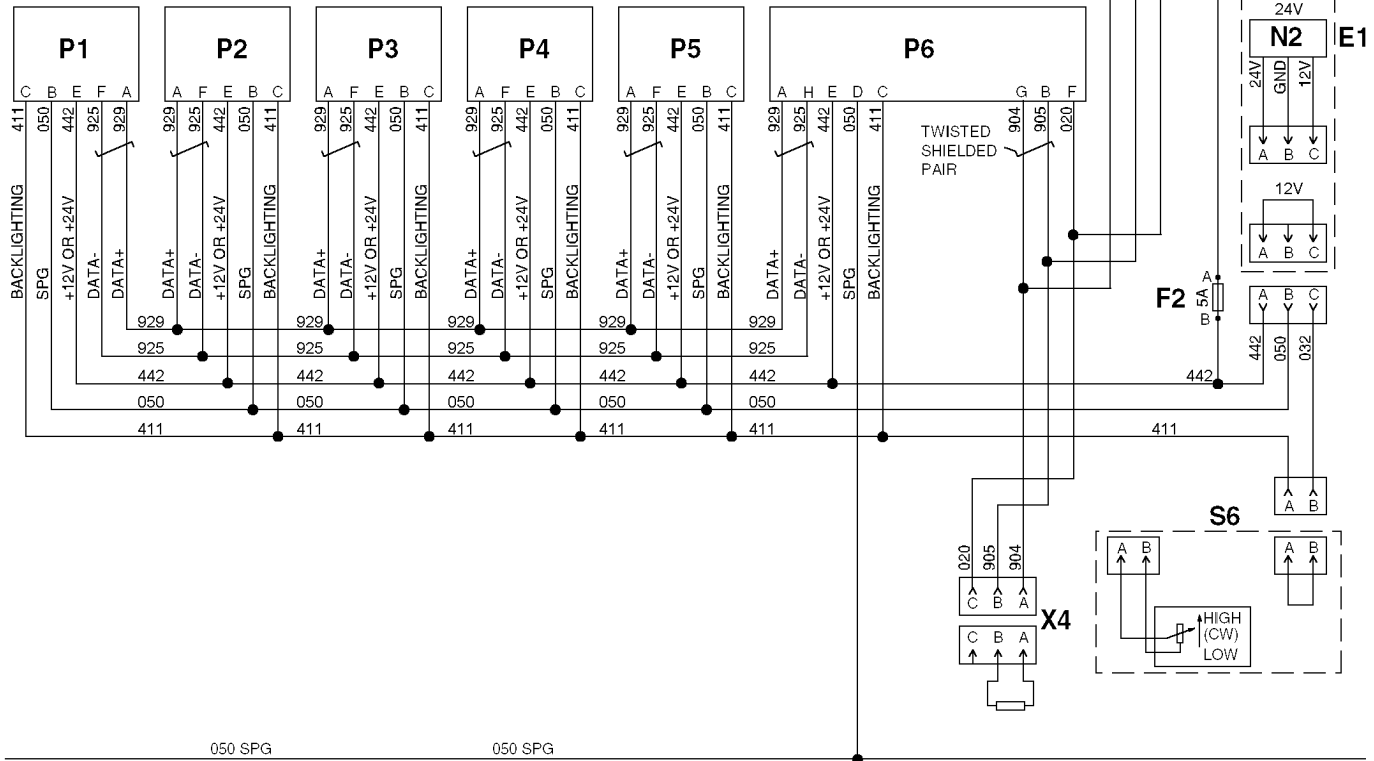 24V
P1 P2 P3 P4 P5 P6 N2 E1
C B E F A A F E B C A F E B C A F E B C A F E B C A H E D C G B F
411 050 442 925 929 929 925 442 050 411 929 925 442 050 411 929 925 442 050 411 929 925 442 050 411 929 925 442 050 411 904 905 020
24V GND 12V
TWISTED
SHIELDED
PAIR
A B C
12V
A B C
BACKLIGHTING SPG +12V OR +24V DATA- DATA+
DATA+ DATA- +12V OR +24V SPG BACKLIGHTING
DATA+ DATA- +12V OR +24V SPG BACKLIGHTING
DATA+ DATA- +12V OR +24V SPG BACKLIGHTING
DATA+ DATA- +12V OR +24V SPG BACKLIGHTING
DATA+ DATA- +12V OR +24V SPG BACKLIGHTING
A
F2 5A
B
A B C
442 050 032
929 929 929 929 929
925 925 925 925 925
442 442 442 442 442 442
050 050 050 050 050
411 411 411 411 411 411
A B
S6
A B A B
HIGH
(CW)
LOW
020 905 904
C B A
X4
C B A
050 SPG 050 SPG